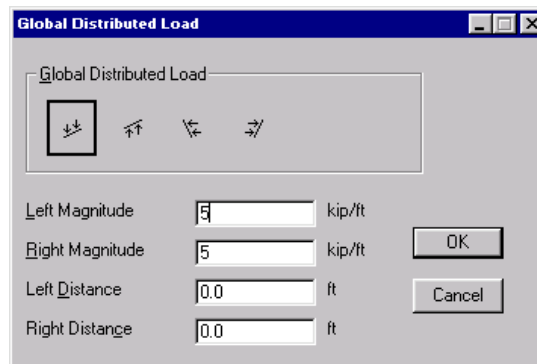 Global Distributed Load
Global Distributed Load
Left Magnitude 5 kip/ft
Right Magnitude 5 kip/ft
OK
Left Distance 0.0 ft
Cancel
Right Distance 0.0 ft